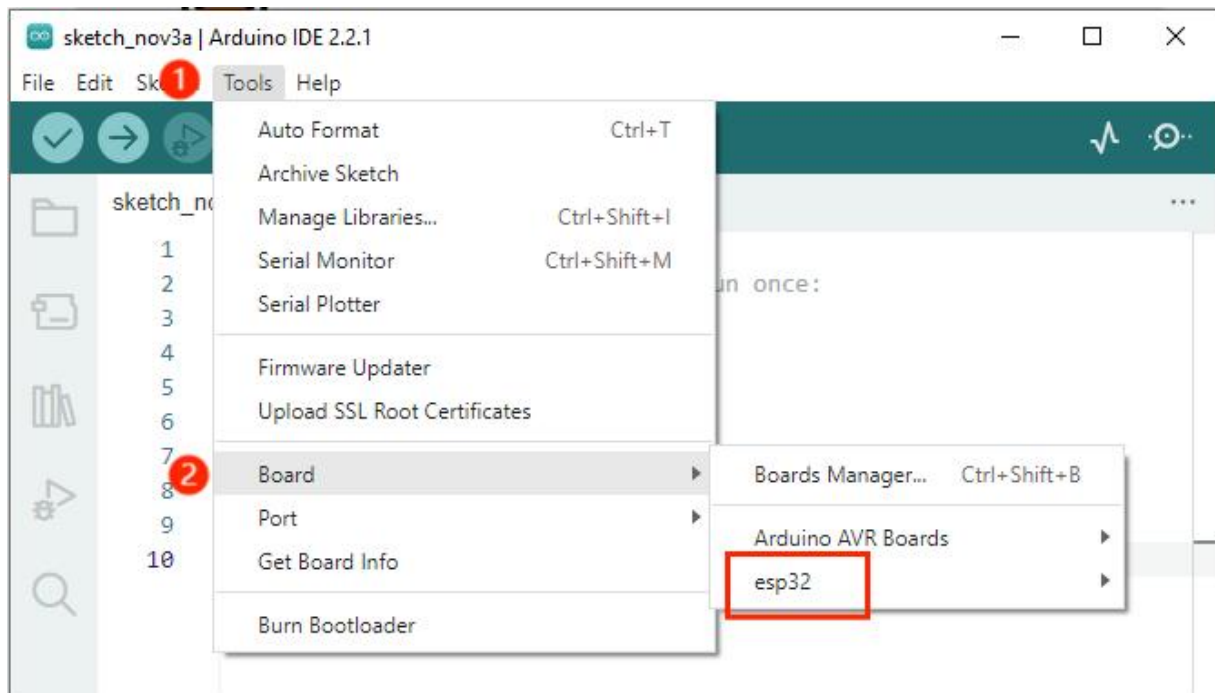 sketch_nov3a | Arduino IDE 2.2.1
File Edit Sk 1 Tools Help
Auto Format Ctrl+T
Archive Sketch
sketch_no
Manage Libraries... Ctrl+Shift+I
1
Serial Monitor Ctrl+Shift+M
2 un once:
Serial Plotter
3
4
Firmware Updater
5
Upload SSL Root Certificates
6
7
2 Board
Boards Manager... Ctrl+Shift+B
8
Port
9
Arduino AVR Boards
10
Get Board Info
esp32
Burn Bootloader